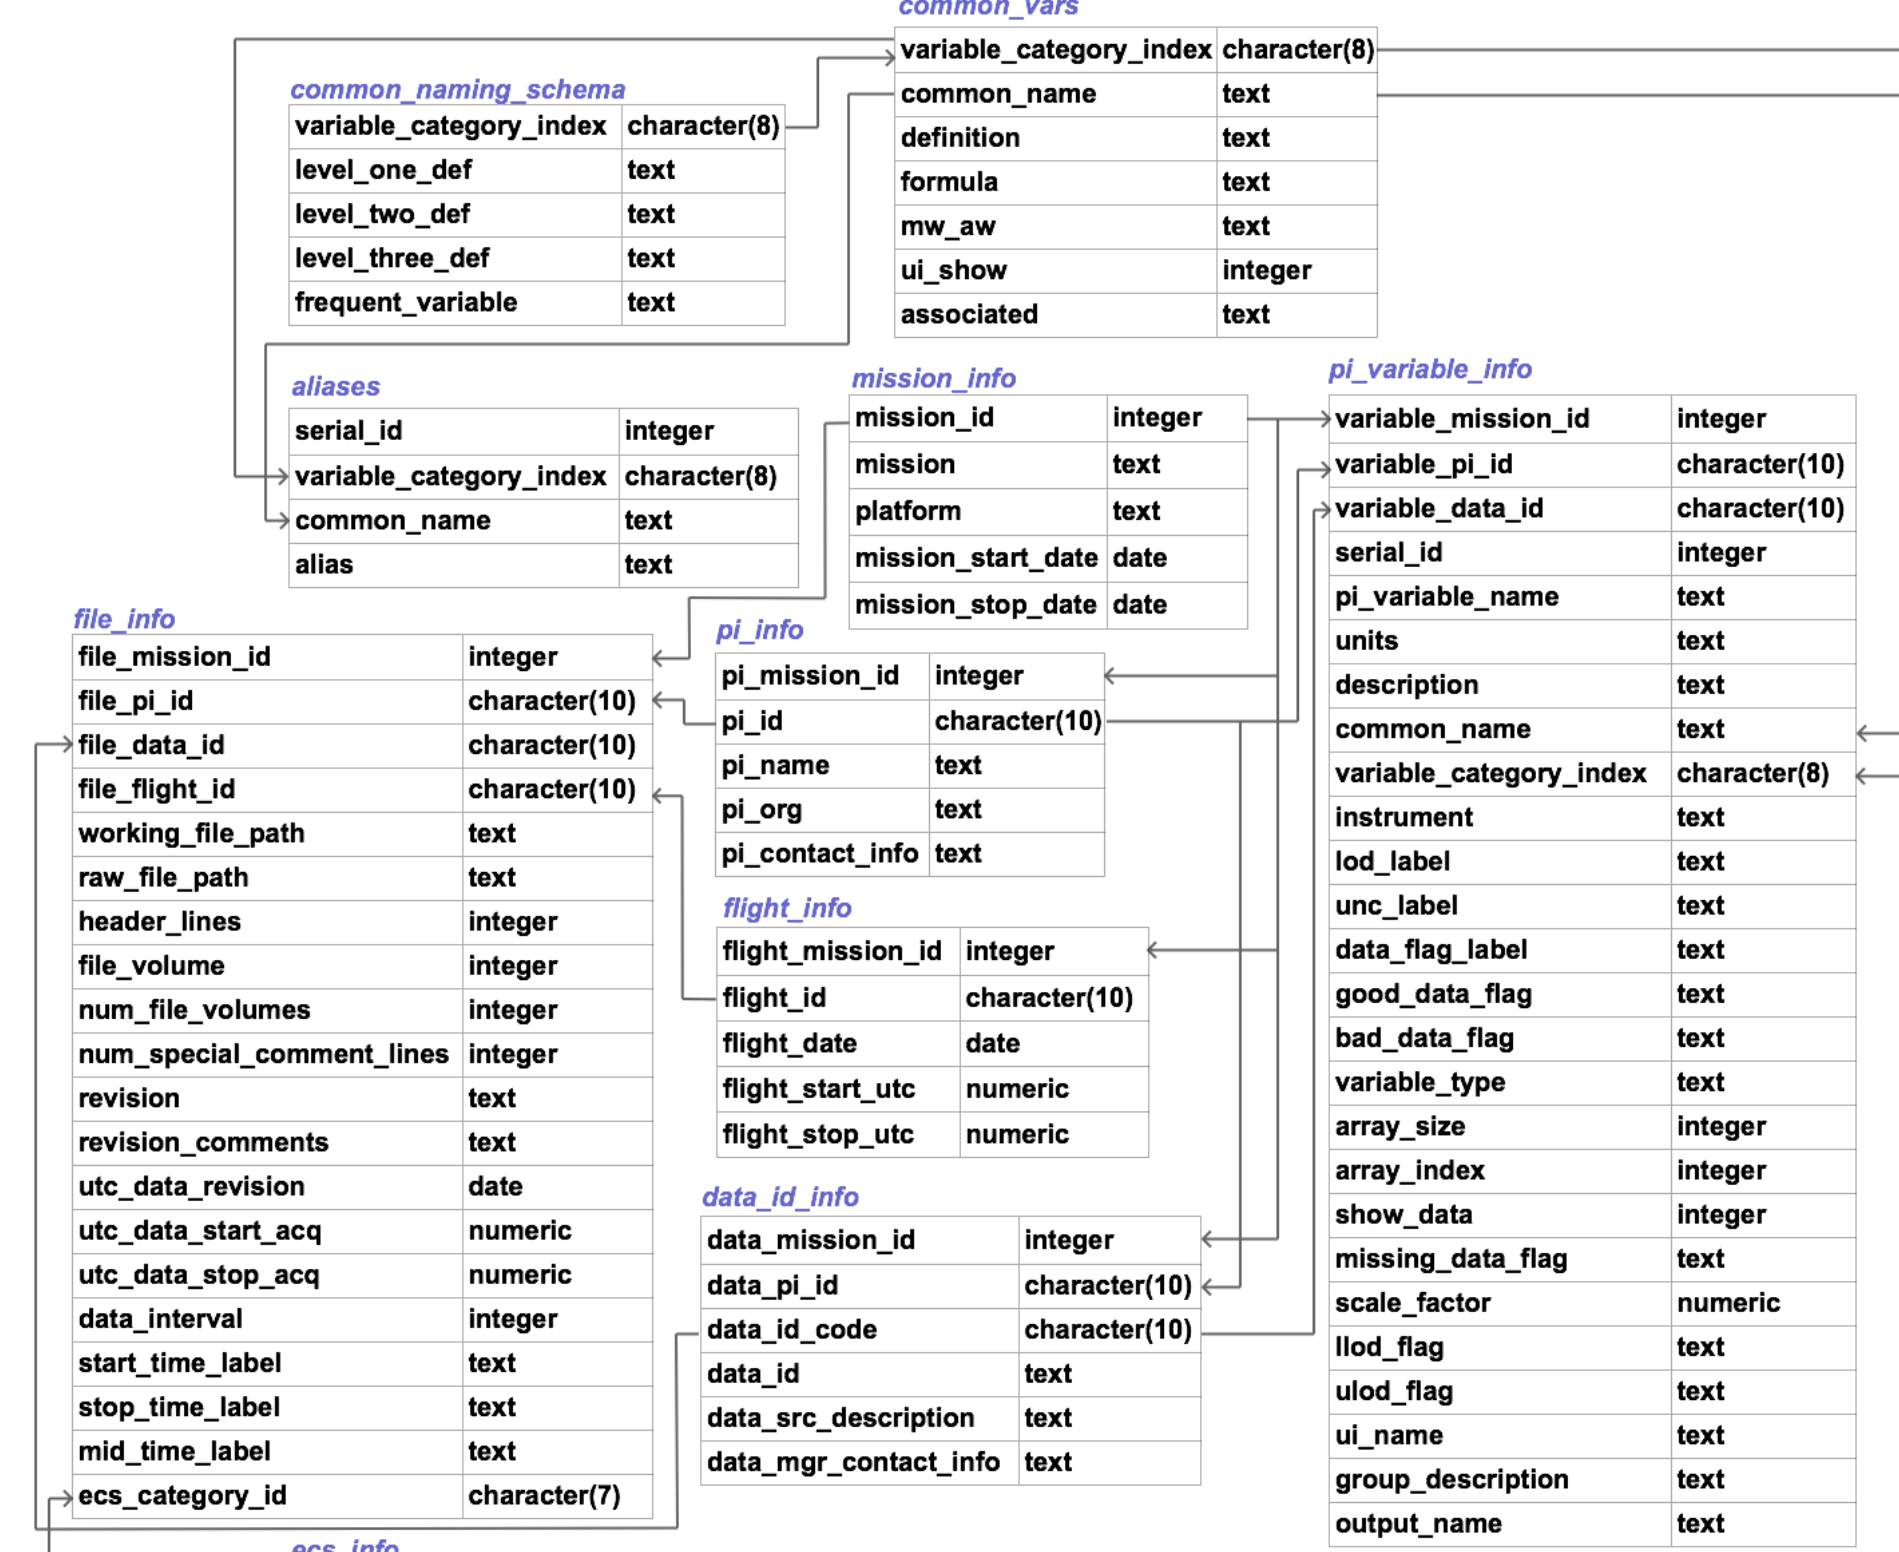 common_vars
variable_category_index character(8)
common_name text
definition text
formula text
mw_aw text
ui_show integer
associated text
common_naming_schema
variable_category_index character(8)
level_one_def text
level_two_def text
level_three_def text
frequent_variable text
aliases
serial_id integer
variable_category_index character(8)
common_name text
alias text
mission_info
mission_id integer
mission text
platform text
mission_start_date date
mission_stop_date date
pi_variable_info
variable_mission_id integer
variable_pi_id character(10)
variable_data_id character(10)
serial_id integer
pi_variable_name text
units text
description text
common_name text
variable_category_index character(8)
instrument text
lod_label text
unc_label text
data_flag_label text
good_data_flag text
bad_data_flag text
variable_type text
array_size integer
array_index integer
show_data integer
missing_data_flag text
scale_factor numeric
llod_flag text
ulod_flag text
ui_name text
group_description text
output_name text
file_info
file_mission_id integer
file_pi_id character(10)
file_data_id character(10)
file_flight_id character(10)
working_file_path text
raw_file_path text
header_lines integer
file_volume integer
num_file_volumes integer
num_special_comment_lines integer
revision text
revision_comments text
utc_data_revision date
utc_data_start_acq numeric
utc_data_stop_acq numeric
data_interval integer
start_time_label text
stop_time_label text
mid_time_label text
ecs_category_id character(7)
pi_info
pi_mission_id integer
pi_id character(10)
pi_name text
pi_org text
pi_contact_info text
flight_info
flight_mission_id integer
flight_id character(10)
flight_date date
flight_start_utc numeric
flight_stop_utc numeric
data_id_info
data_mission_id integer
data_pi_id character(10)
data_id_code character(10)
data_id text
data_src_description text
data_mgr_contact_info text
ecs_info